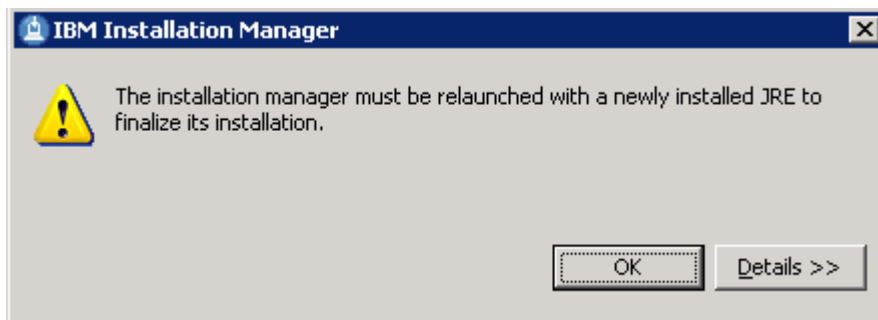 IBM Installation Manager
The installation manager must be relaunched with a newly installed JRE to
finalize its installation.
OK
Details >>